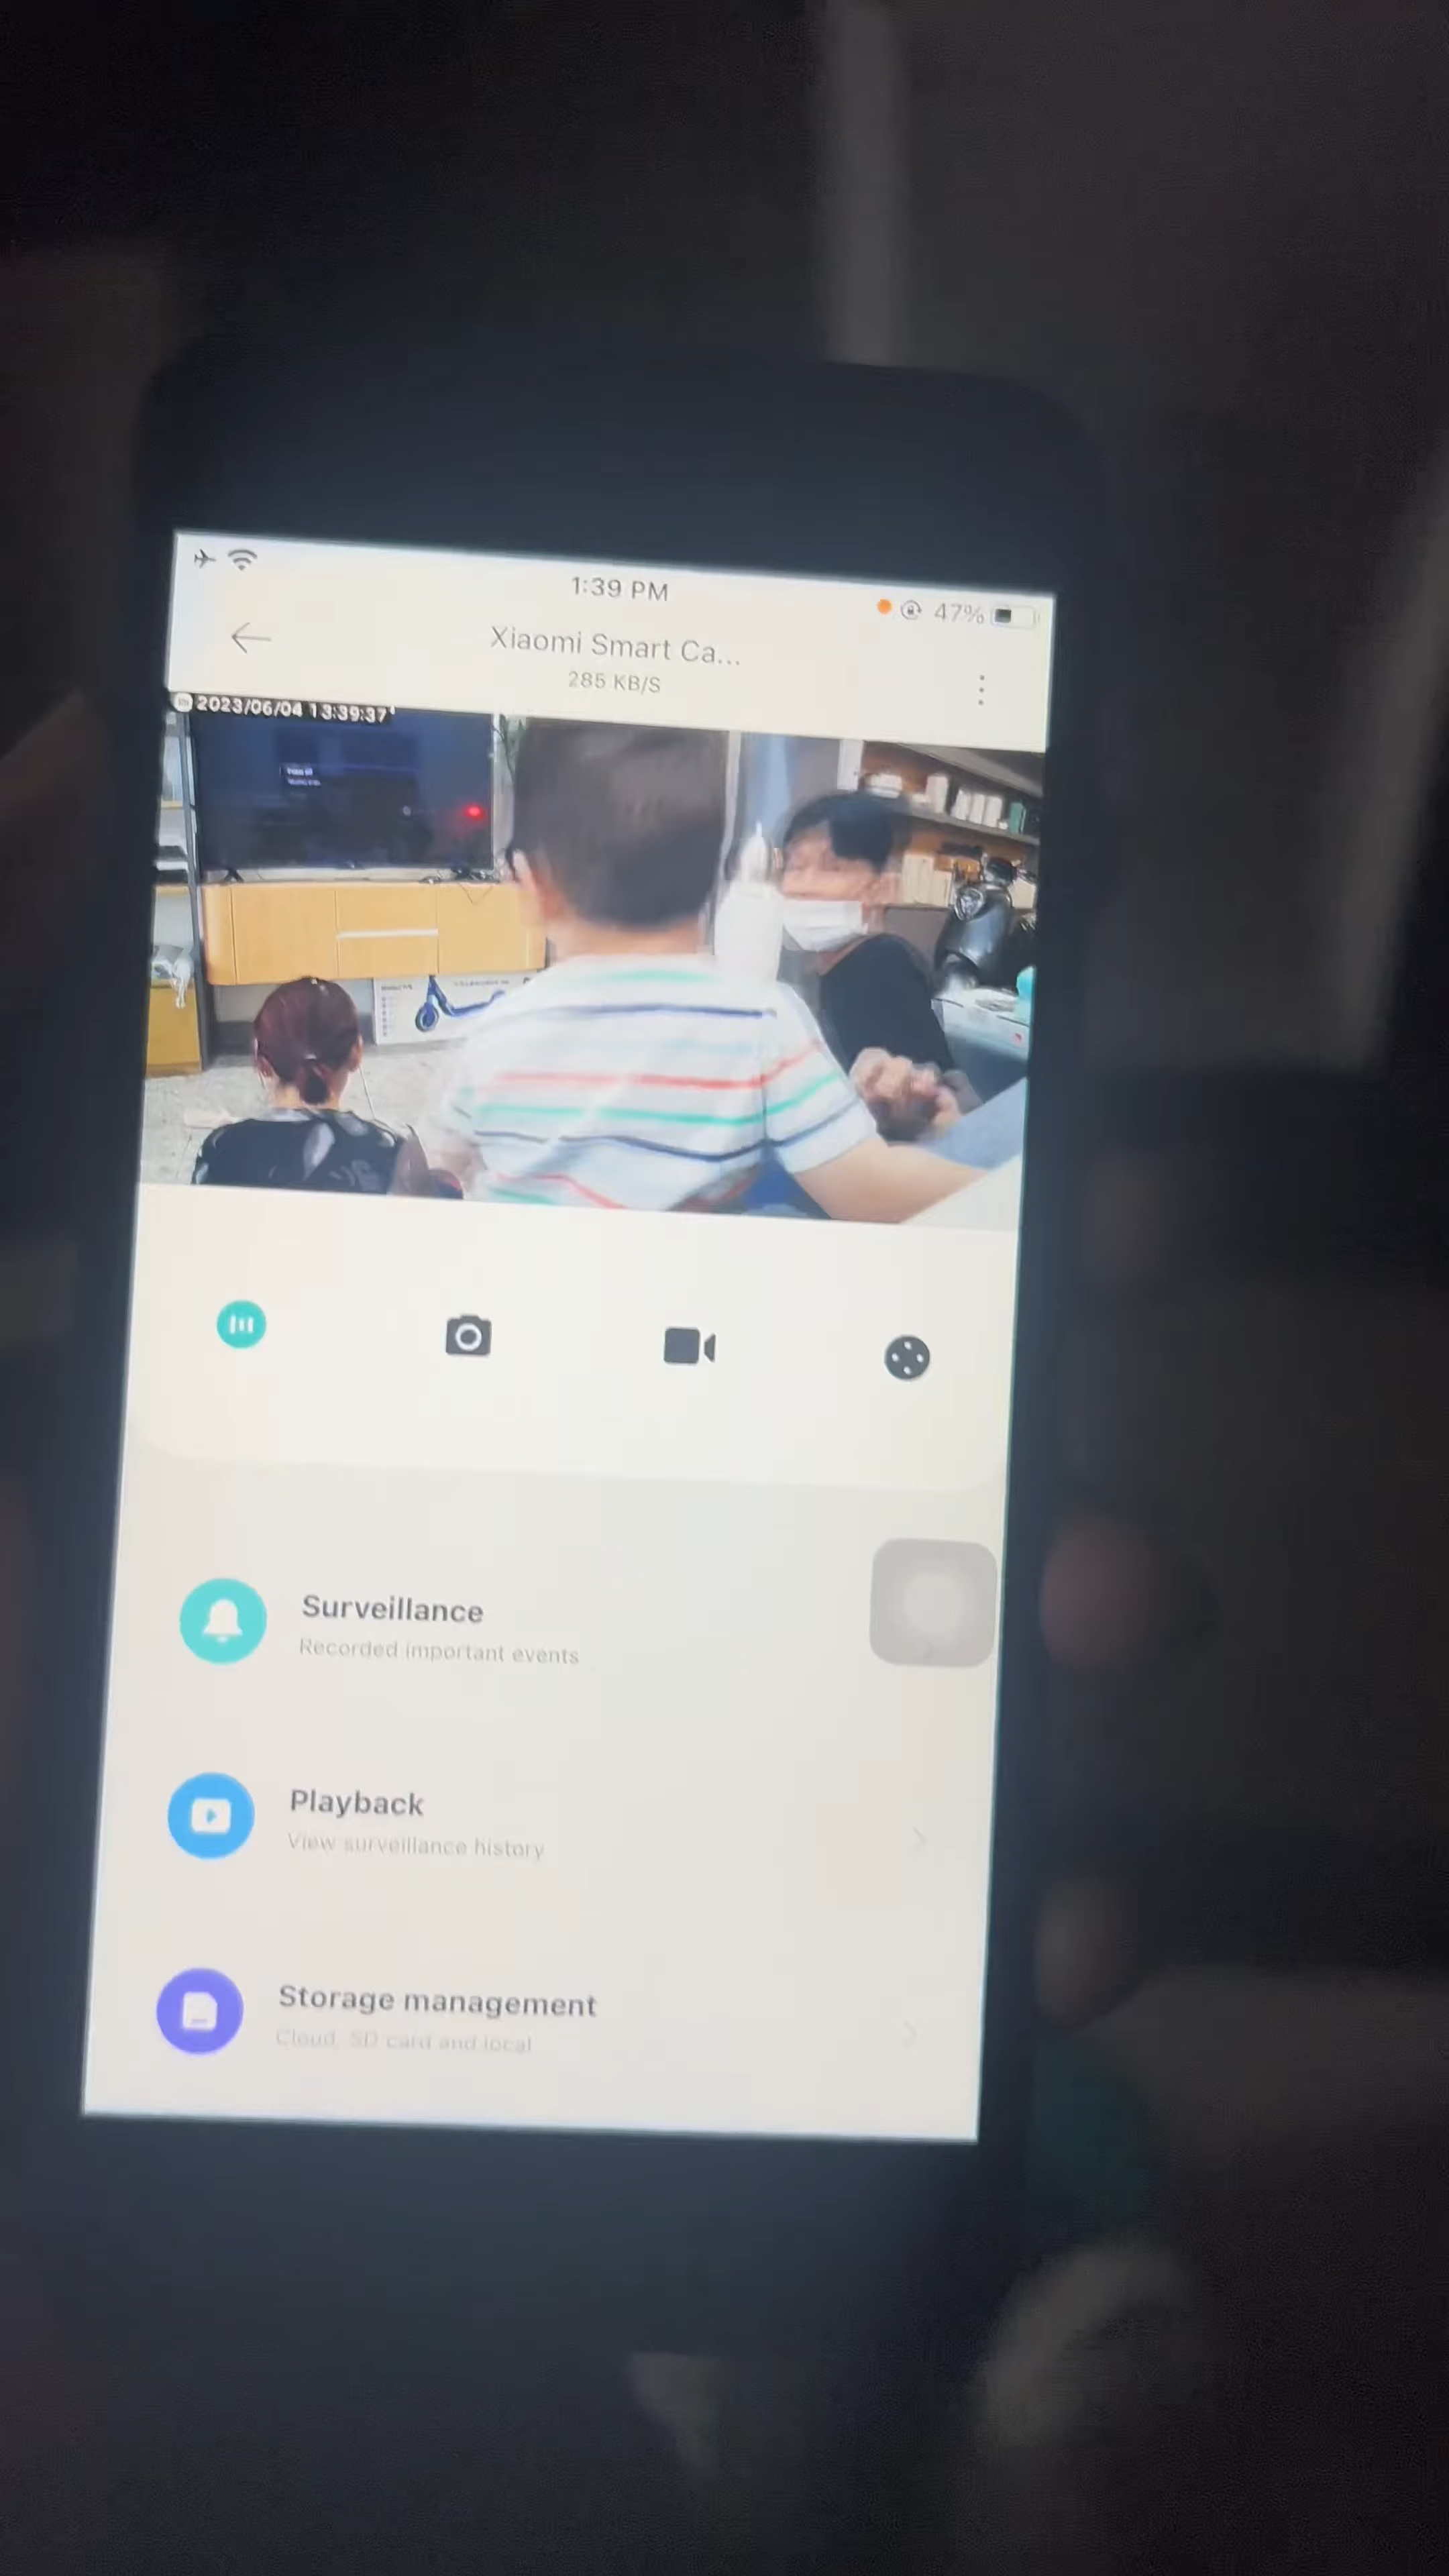 1:39 PM
47%
Xiaomi Smart Ca...
285 KB/S
2023/06/04 13:39:37
Surveillance
Recorded important events
Playback
View surveillance history
Storage management
Cloud, SD card and local